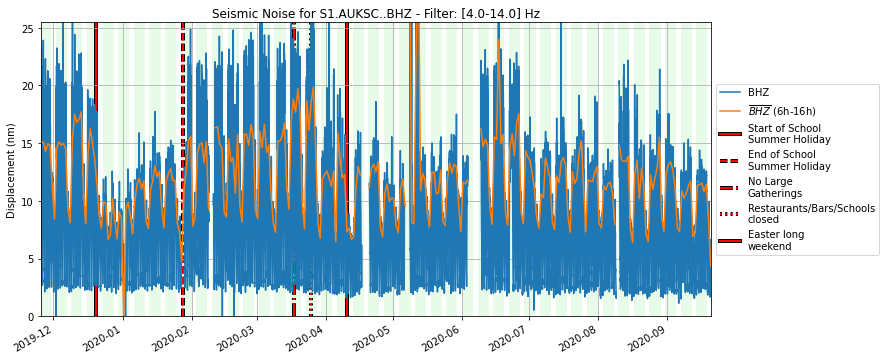 Seismic Noise for S1.AUKSC..BHZ - Filter: [4.0-14.0] Hz
Displacement (nm)
25
20
15
10
5
0
2019-12
2020-01
2020-02
2020-03
2020-04
2020-05
2020-06
2020-07
2020-08
2020-09
BHZ
BHZ (6h-16h)
Start of School
Summer Holiday
End of School
Summer Holiday
No Large
Gatherings
Restaurants/Bars/Schools
closed
Easter long
weekend